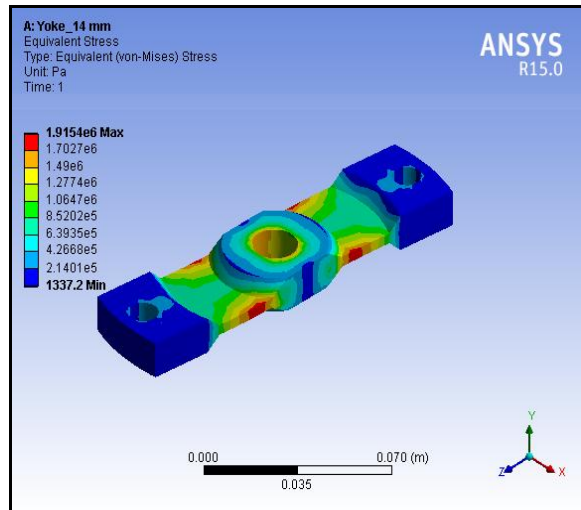 A: Yoke_14 mm
Equivalent Stress
Type: Equivalent (von-Mises) Stress
Unit: Pa
Time: 1
ANSYS
R15.0
1.9154e6 Max
1.7027e6
1.49e6
1.2774e6
1.0647e6
8.5202e5
6.3935e5
4.2668e5
2.1401e5
1337.2 Min
0.000
0.070 (m)
0.035
Y
Z
X